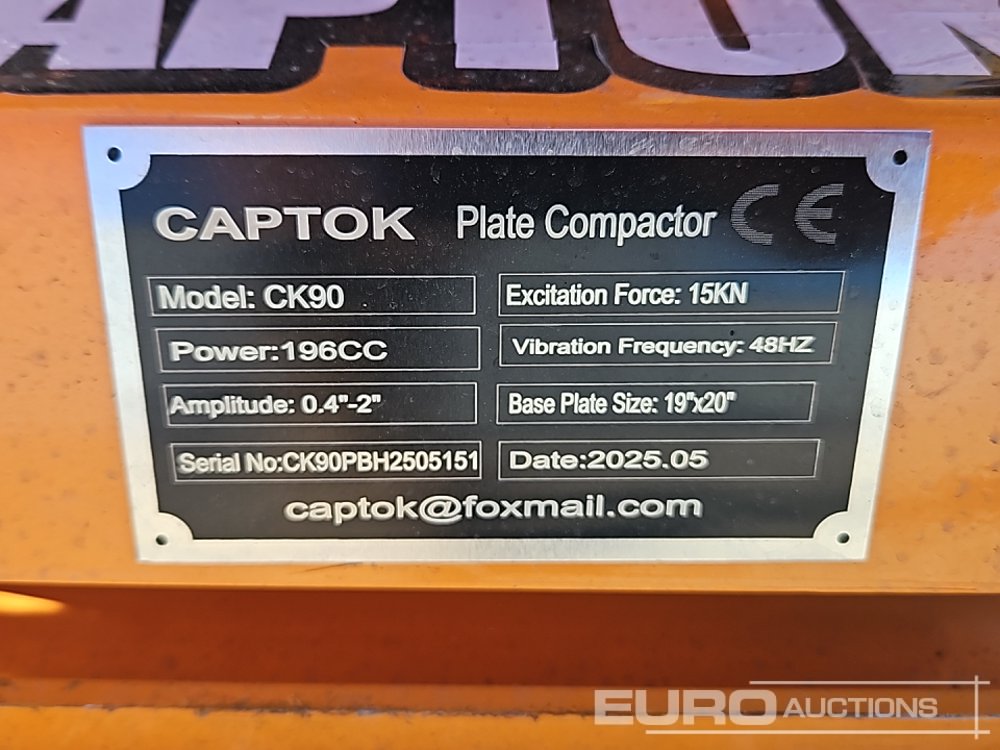 CAPTOK Plate Compactor CE
Model: CK90
Excitation Force: 15KN
Power:196CC
Vibration Frequency: 48HZ
Amplitude: 0.4"-2"
Base Plate Size: 19"x20"
Serial No:CK90PBH2505151
Date:2025.05
captok@foxmail.com
EURO AUCTIONS